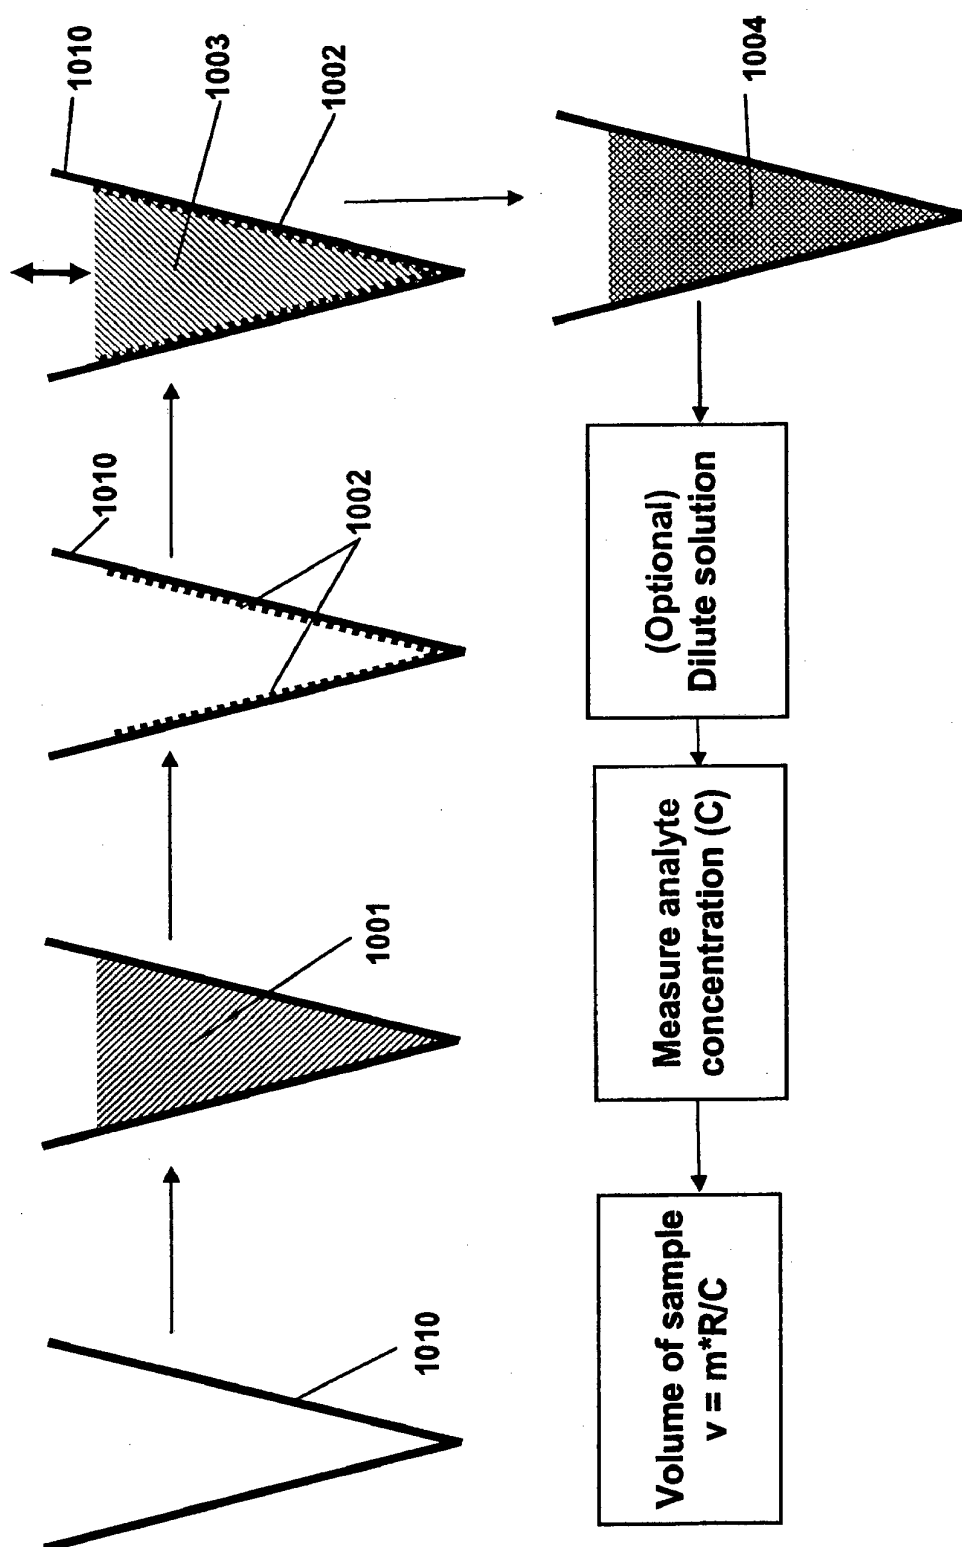 1010
1001
1010
1002
1010
1003
1002
1004
(Optional)
Dilute solution
Measure analyte
concentration (C)
Volume of sample
v = m*R/C